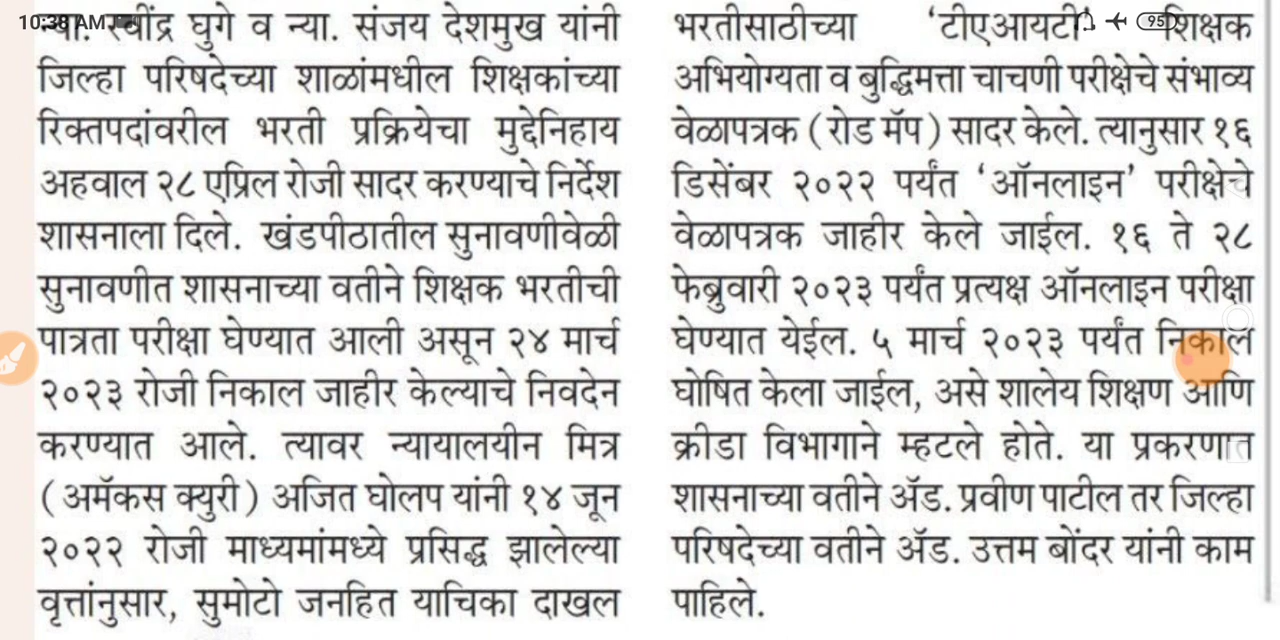 10:38 AM
95
न्या. रवींद्र घुगे व न्या. संजय देशमुख यांनी
जिल्हा परिषदेच्या शाळांमधील शिक्षकांच्या
रिक्तपदांवरील भरती प्रक्रियेचा मुद्देनिहाय
अहवाल २८ एप्रिल रोजी सादर करण्याचे निर्देश
शासनाला दिले. खंडपीठातील सुनावणीवेळी
सुनावणीत शासनाच्या वतीने शिक्षक भरतीची
पात्रता परीक्षा घेण्यात आली असून २४ मार्च
२०२३ रोजी निकाल जाहीर केल्याचे निवदेन
करण्यात आले. त्यावर न्यायालयीन मित्र
(अमॅकस क्युरी) अजित घोलप यांनी १४ जून
२०२२ रोजी माध्यमांमध्ये प्रसिद्ध झालेल्या
वृत्तांनुसार, सुमोटो जनहित याचिका दाखल
भरतीसाठीच्या ‘टीएआयटी’ शिक्षक
अभियोग्यता व बुद्धिमत्ता चाचणी परीक्षेचे संभाव्य
वेळापत्रक (रोड मॅप) सादर केले. त्यानुसार १६
डिसेंबर २०२२ पर्यंत ‘ऑनलाइन’ परीक्षेचे
वेळापत्रक जाहीर केले जाईल. १६ ते २८
फेब्रुवारी २०२३ पर्यंत प्रत्यक्ष ऑनलाइन परीक्षा
घेण्यात येईल. ५ मार्च २०२३ पर्यंत निकाल
घोषित केला जाईल, असे शालेय शिक्षण आणि
क्रीडा विभागाने म्हटले होते. या प्रकरणात
शासनाच्या वतीने ॲड. प्रवीण पाटील तर जिल्हा
परिषदेच्या वतीने ॲड. उत्तम बोंदर यांनी काम
पाहिले.